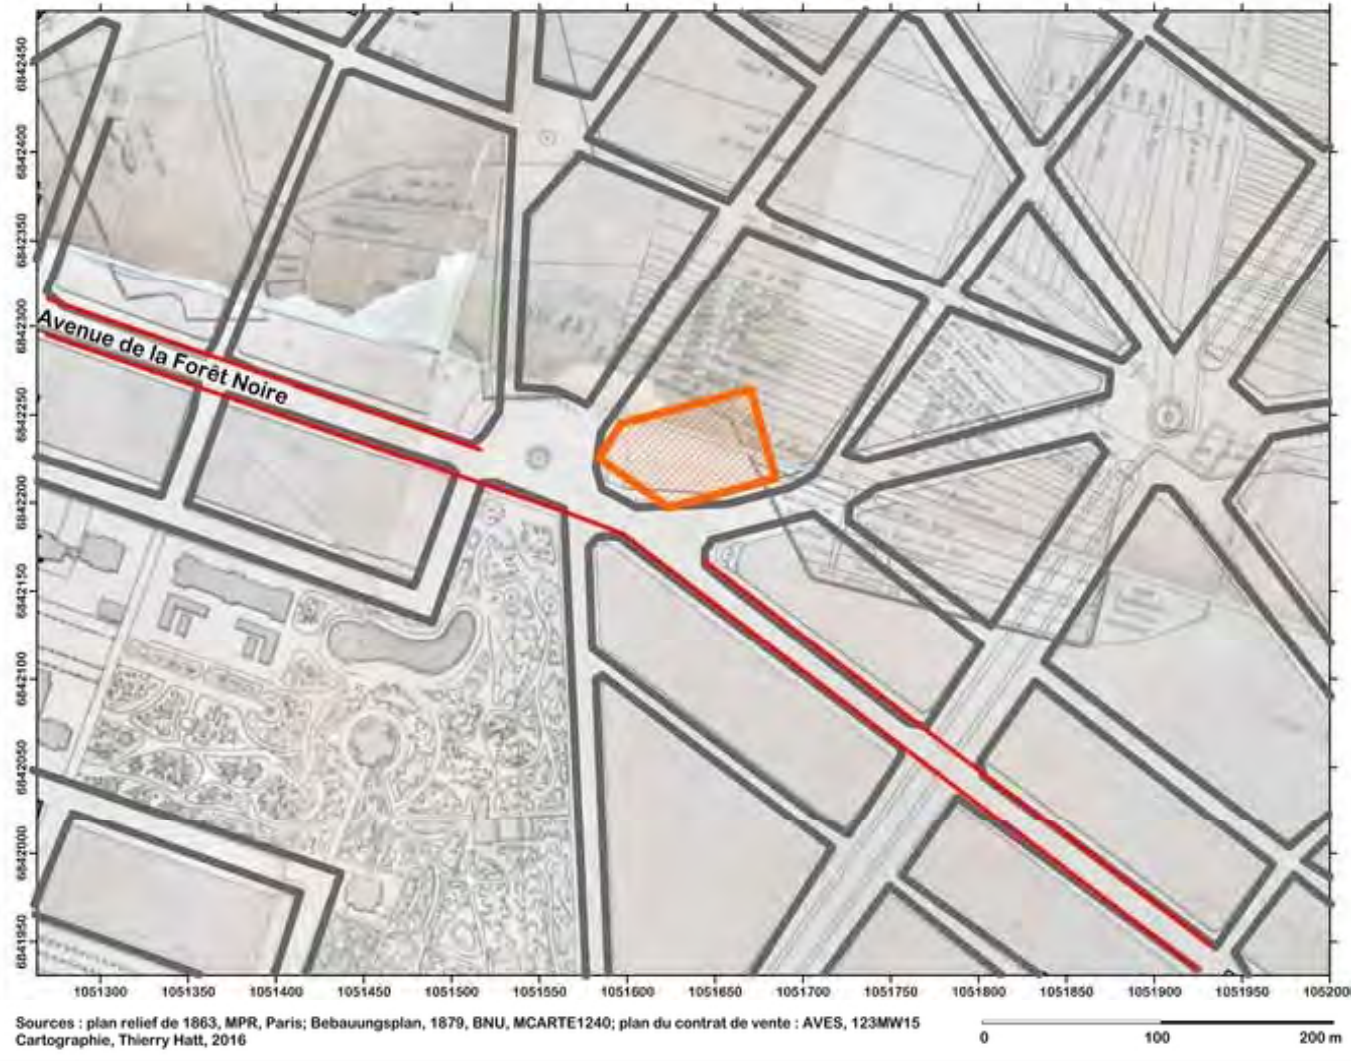 6842450
6842400
6842350
6842300
6842250
6842200
6842150
6842100
6842050
6842000
6841950
Avenue de la Forêt Noire
1051300 1051350 1051400 1051450 1051500 1051550 1051600 1051650 1051700 1051750 1051800 1051850 1051900 1051950 105200
Sources : plan relief de 1863, MPR, Paris; Bebauungsplan, 1879, BNU, MCARTE1240; plan du contrat de vente : AVES, 123MW15
Cartographie, Thierry Hatt, 2016
0 100 200 m